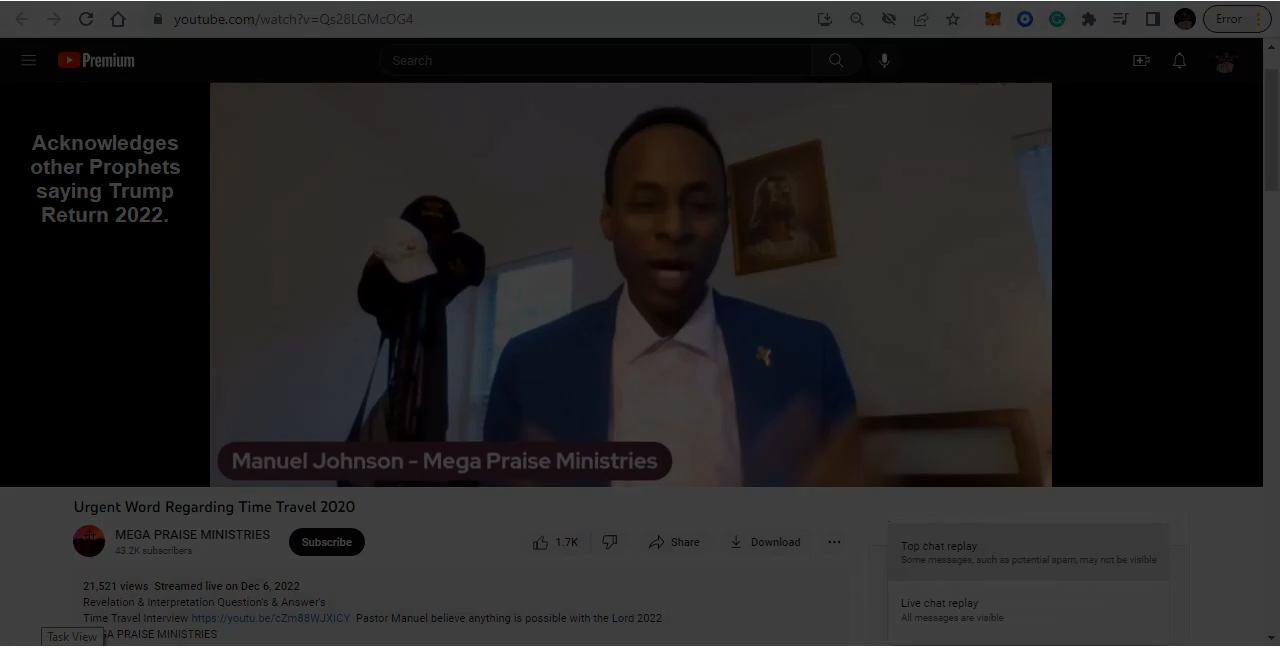 youtube.com/watch?v=Qs28LGMcOG4
Error
Premium
Search
Acknowledges
other Prophets
saying Trump
Return 2022.
Manuel Johnson - Mega Praise Ministries
Urgent Word Regarding Time Travel 2020
MEGA PRAISE MINISTRIES
43.2K subscribers
Subscribe
1.7K
Share
Download
21,521 views Streamed live on Dec 6, 2022
Revelation & Interpretation Question's & Answer's
Time Travel Interview https://youtu.be/cZm88WJXICY Pastor Manuel believe anything is possible with the Lord 2022
PRAISE MINISTRIES
Task View
Top chat replay
Some messages, such as potential spam, may not be visible
Live chat replay
All messages are visible